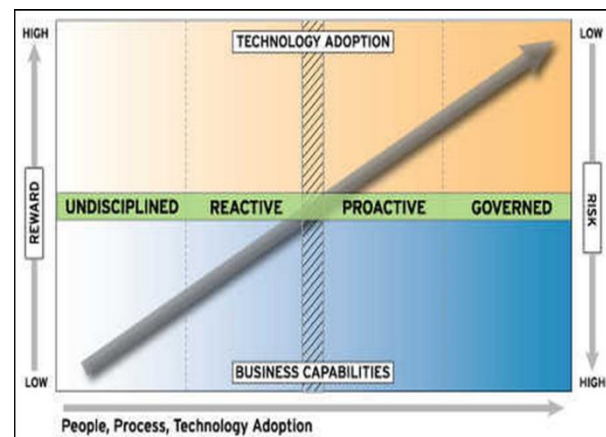 HIGH
TECHNOLOGY ADOPTION
LOW
REWARD
UNDISCIPLINED
REACTIVE
PROACTIVE
GOVERNED
RISK
LOW
BUSINESS CAPABILITIES
HIGH
People, Process, Technology Adoption